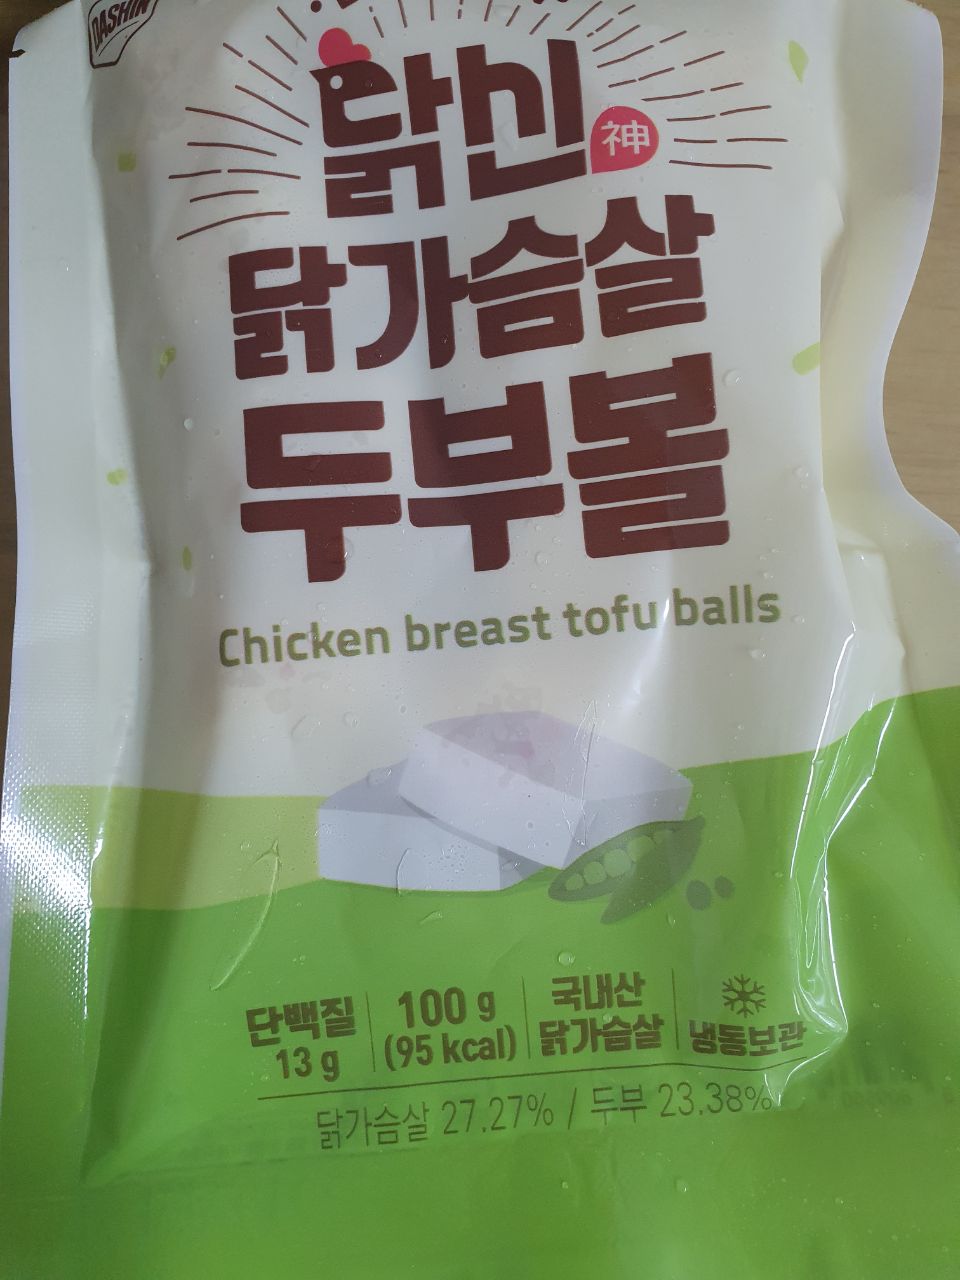 DASHIN
닭신 神
닭가슴살
두부볼
Chicken breast tofu balls
단백질 13 g
100 g (95 kcal)
국내산 닭가슴살
냉동보관
닭가슴살 27.27% / 두부 23.38%